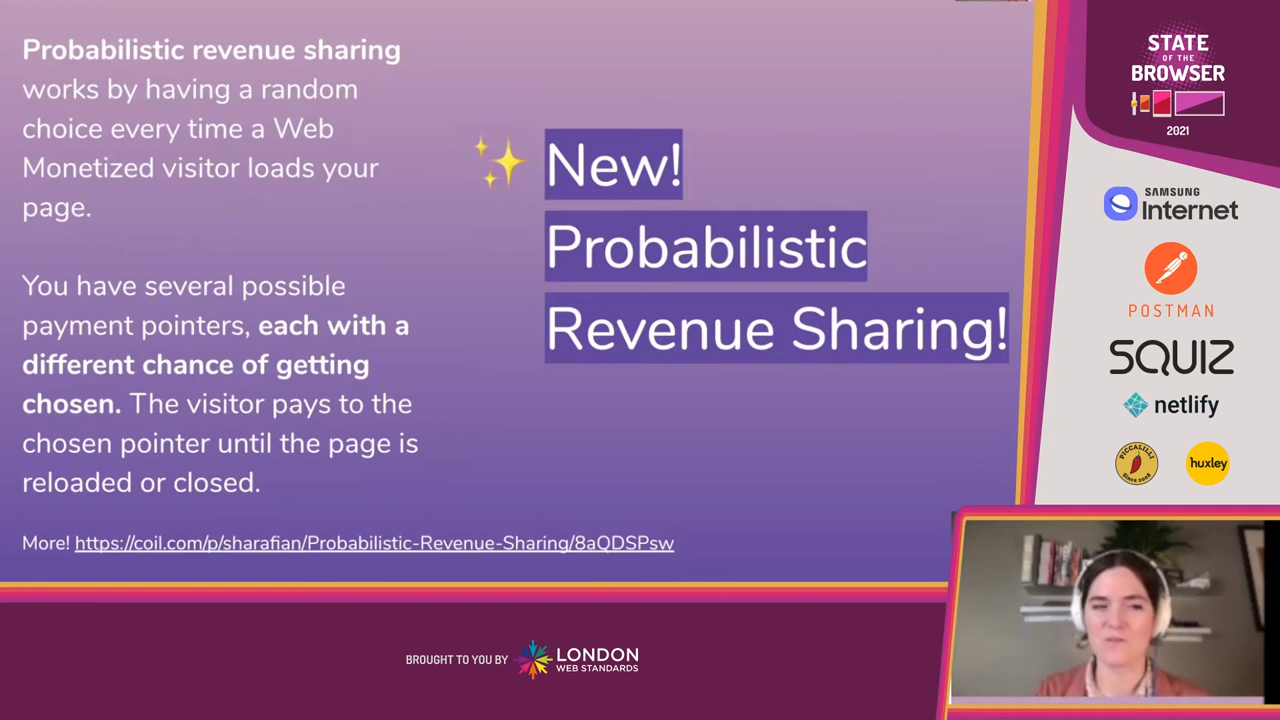 Probabilistic revenue sharing
works by having a random
choice every time a Web
Monetized visitor loads your
page.
You have several possible
payment pointers, each with a
different chance of getting
chosen. The visitor pays to the
chosen pointer until the page is
reloaded or closed.
More! https://coil.com/p/sharafian/Probabilistic-Revenue-Sharing/8aQDSPsw
New!
Probabilistic
Revenue Sharing!
STATE
OF THE
BROWSER
2021
SAMSUNG
Internet
POSTMAN
SQUIZ
netlify
PICCALILLI
Since 2018
huxley
BROUGHT TO YOU BY
LONDON
WEB STANDARDS